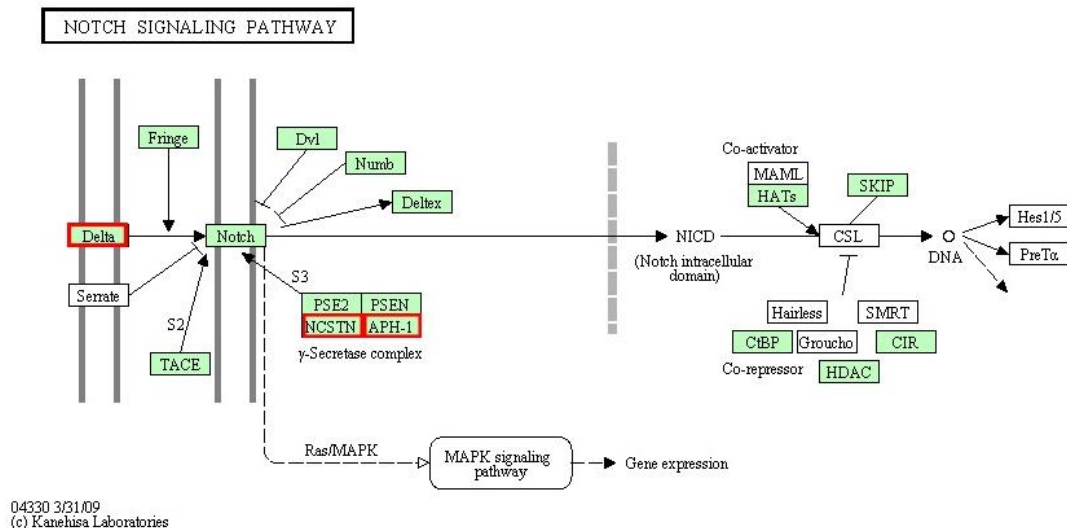 NOTCH SIGNALING PATHWAY
Fringe
Dvl
Numb
Deltex
Delta
Notch
Serrate
S2
TACE
S3
PSE2
PSEN
NCSTN
APH-1
γ-Secretase complex
NICD
(Notch intracellular
domain)
Co-activator
MAML
HATs
SKIP
CSL
DNA
Hes1/5
PreTα
Hairless
SMRT
CtBP
Groucho
CIR
Co-repressor
HDAC
Ras/MAPK
MAPK signaling
pathway
Gene expression
04330 3/31/09
(c) Kanehisa Laboratories